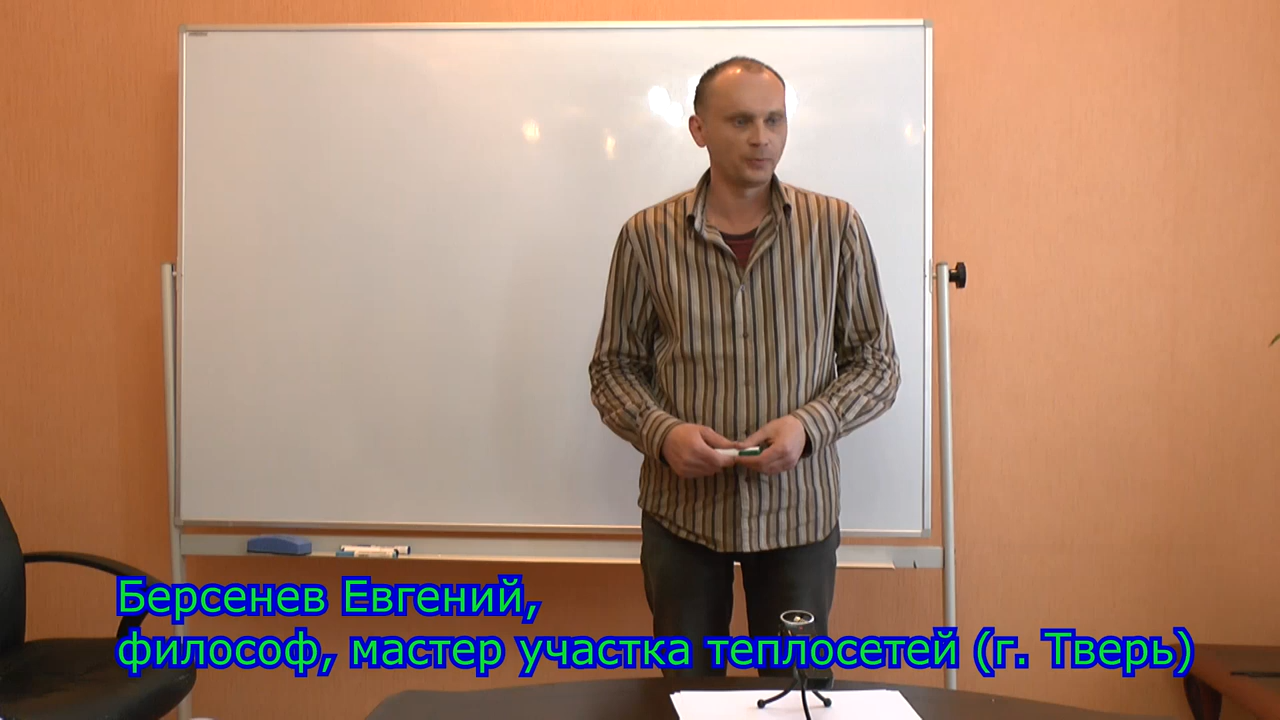 Берсенев Евгений,
философ, мастер участка теплосетей (г. Тверь)